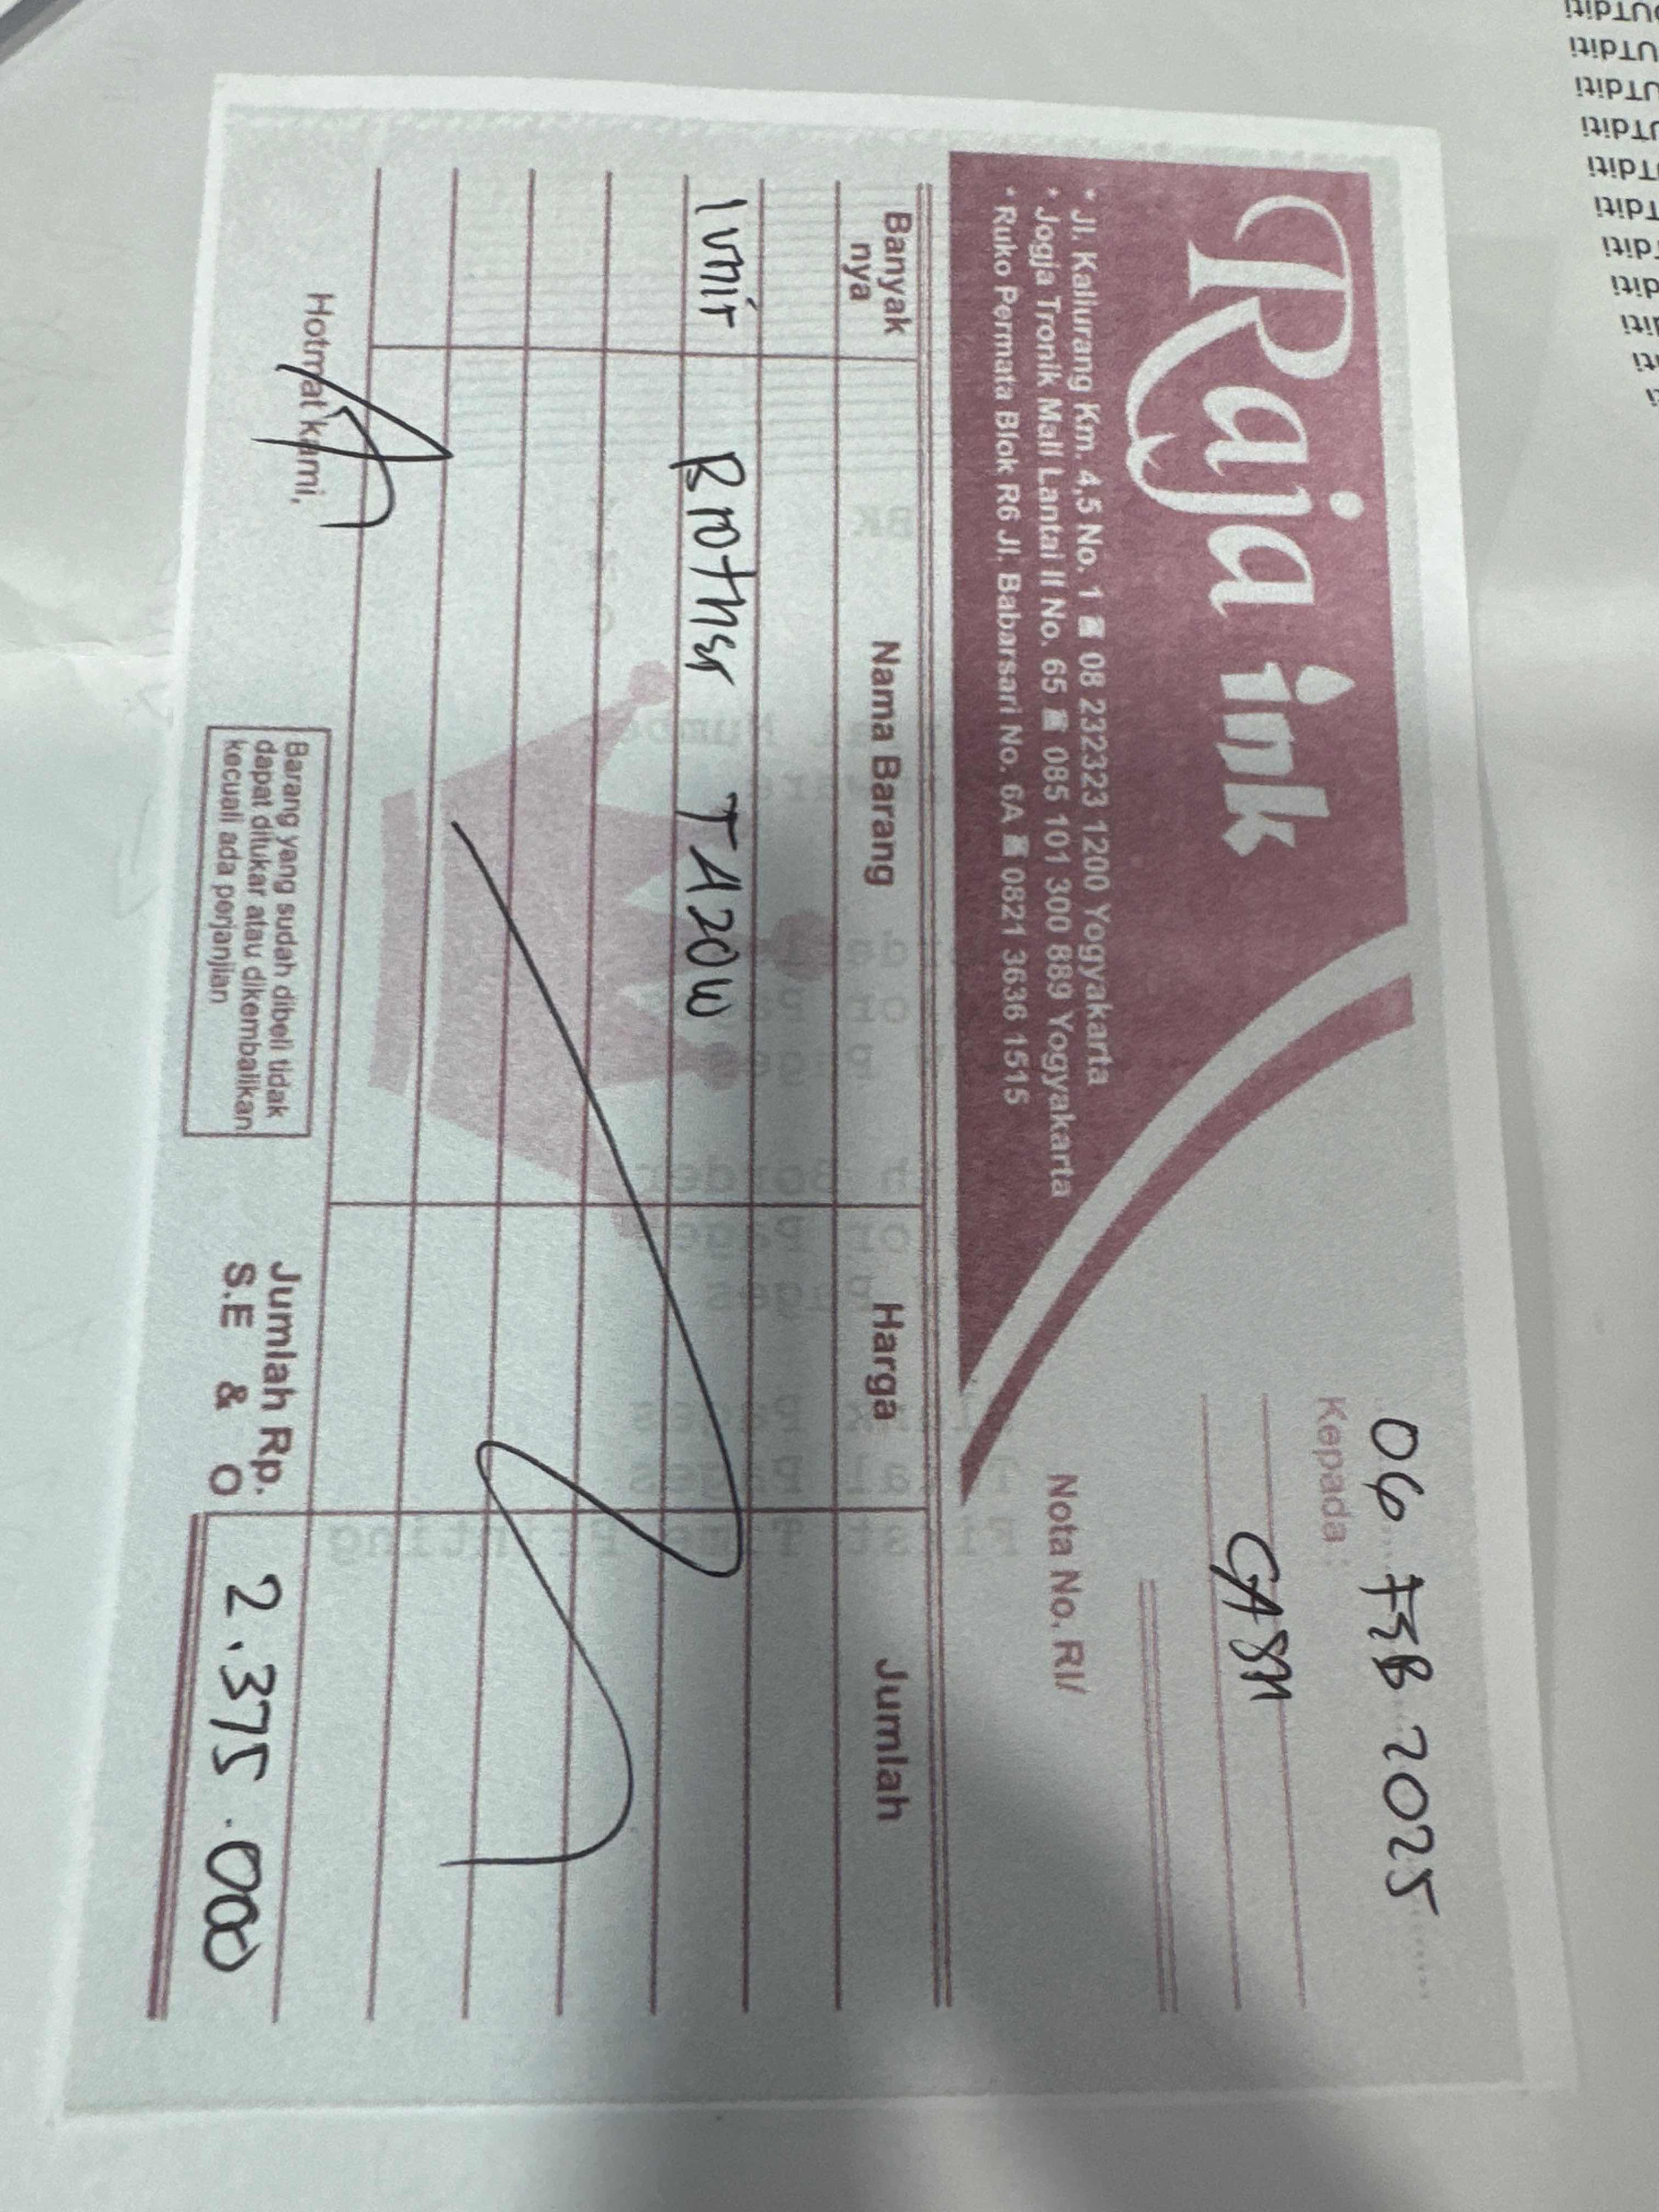 Raja ink
* Jl. Kaliurang Km. 4,5 No. 1 ☎ 08 232323 1200 Yogyakarta
* Jogja Tronik Mall Lantai II No. 65 ☎ 085 101 300 889 Yogyakarta
* Ruko Permata Blok R6 Jl. Babarsari No. 6A ☎ 0821 3636 1515
06 FEB 2025
Kepada :
CASH
Nota No. RI/
Banyak nya Nama Barang Harga Jumlah
1 unit Brother T420W
Hormat kami,
Barang yang sudah dibeli tidak
dapat ditukar atau dikembalikan
kecuali ada perjanjian
Jumlah Rp. 2.375.000
S.E & O